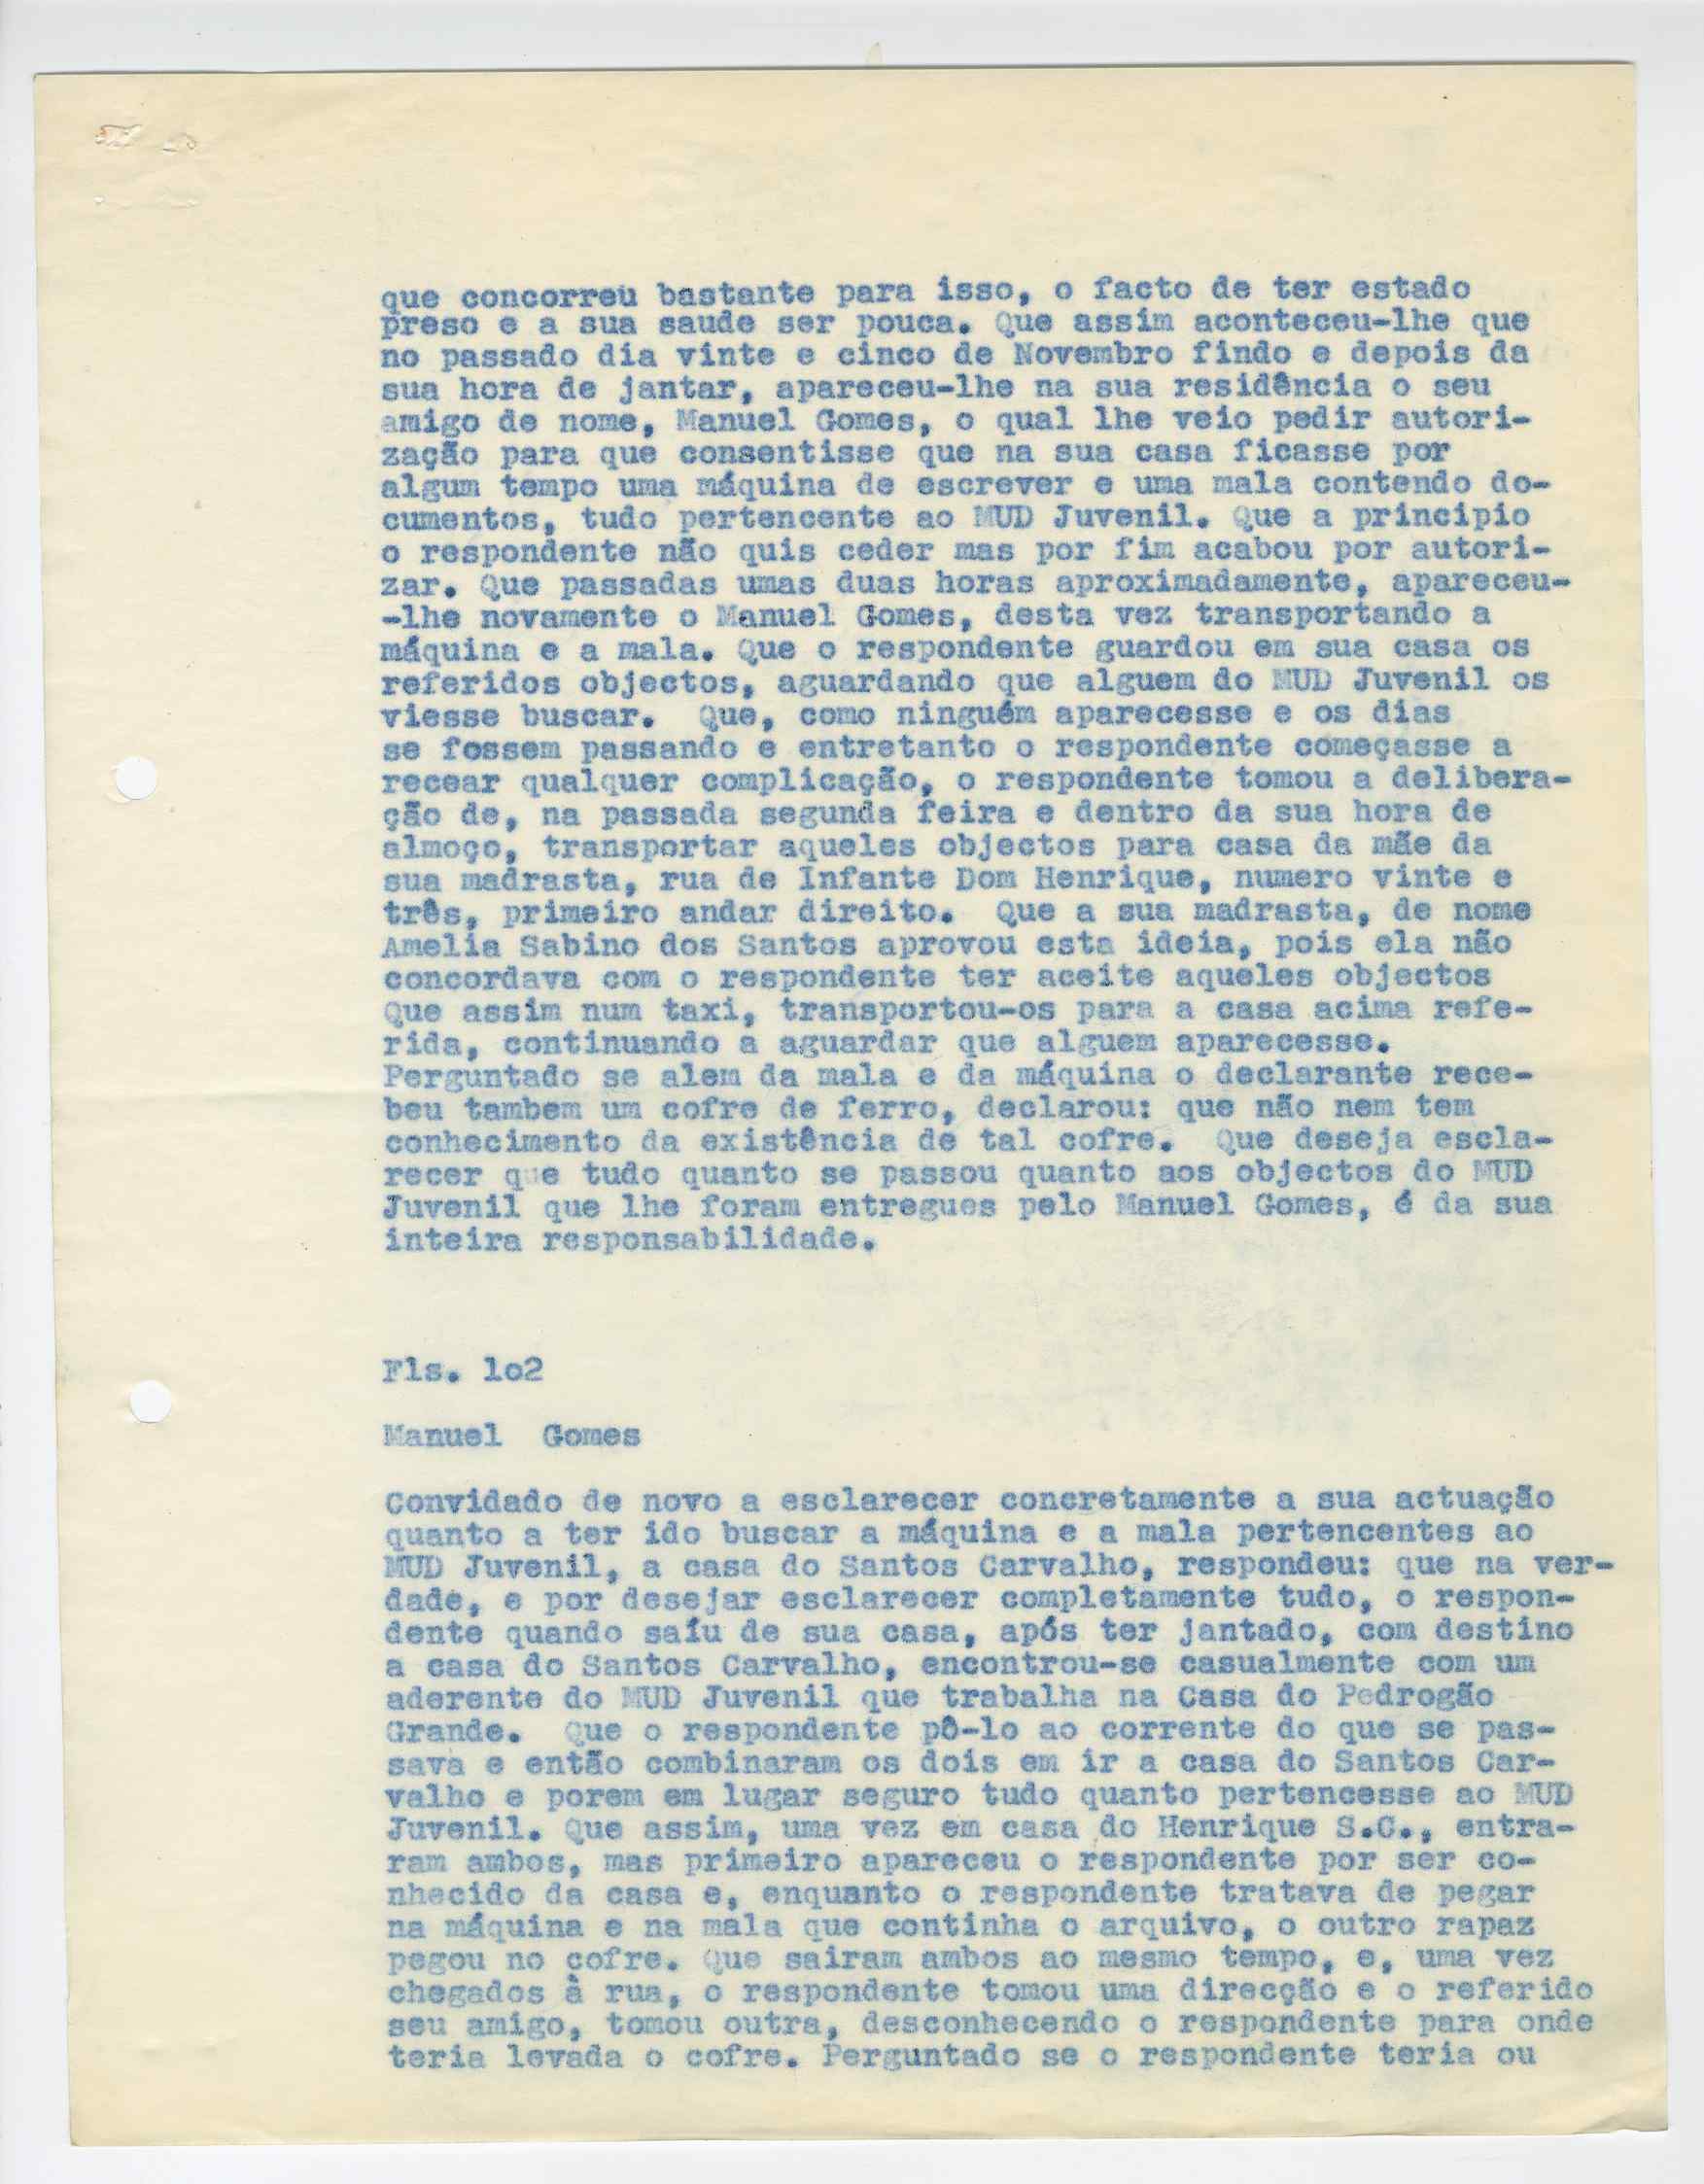 que concorreu bastante para isso, o facto de ter estado
preso e a sua saude ser pouca. Que assim aconteceu-lhe que
no passado dia vinte e cinco de Novembro findo e depois da
sua hora de jantar, apareceu-lhe na sua residência o seu
amigo de nome, Manuel Gomes, o qual lhe veio pedir autori-
zação para que consentisse que na sua casa ficasse por
algum tempo uma máquina de escrever e uma mala contendo do-
cumentos, tudo pertencente ao MUD Juvenil. Que a principio
o respondente não quis ceder mas por fim acabou por autori-
zar. Que passadas umas duas horas aproximadamente, apareceu-
-lhe novamente o Manuel Gomes, desta vez transportando a
máquina e a mala. Que o respondente guardou em sua casa os
referidos objectos, aguardando que alguem do MUD Juvenil os
viesse buscar. Que, como ninguém aparecesse e os dias
se fossem passando e entretanto o respondente começasse a
recear qualquer complicação, o respondente tomou a delibera-
ção de, na passada segunda feira e dentro da sua hora de
almoço, transportar aqueles objectos para casa da mãe da
sua madrasta, rua de Infante Dom Henrique, numero vinte e
três, primeiro andar direito. Que a sua madrasta, de nome
Amelia Sabino dos Santos aprovou esta ideia, pois ela não
concordava com o respondente ter aceite aqueles objectos
Que assim num taxi, transportou-os para a casa acima refe-
rida, continuando a aguardar que alguem aparecesse.
Perguntado se alem da mala e da máquina o declarante rece-
beu tambem um cofre de ferro, declarou: que não nem tem
conhecimento da existência de tal cofre. Que deseja escla-
recer que tudo quanto se passou quanto aos objectos do MUD
Juvenil que lhe foram entregues pelo Manuel Gomes, é da sua
inteira responsabilidade.
Fls. lo2
Manuel Gomes
Convidado de novo a esclarecer concretamente a sua actuação
quanto a ter ido buscar a máquina e a mala pertencentes ao
MUD Juvenil, a casa do Santos Carvalho, respondeu: que na ver-
dade, e por desejar esclarecer completamente tudo, o respon-
dente quando saíu de sua casa, após ter jantado, com destino
a casa do Santos Carvalho, encontrou-se casualmente com um
aderente do MUD Juvenil que trabalha na Casa do Pedrogão
Grande. Que o respondente pô-lo ao corrente do que se pas-
sava e então combinaram os dois em ir a casa do Santos Car-
valho e porem em lugar seguro tudo quanto pertencesse ao MUD
Juvenil. Que assim, uma vez em casa do Henrique S.C., entra-
ram ambos, mas primeiro apareceu o respondente por ser co-
nhecido da casa e, enquanto o respondente tratava de pegar
na máquina e na mala que continha o arquivo, o outro rapaz
pegou no cofre. Que sairam ambos ao mesmo tempo, e, uma vez
chegados à rua, o respondente tomou uma direcção e o referido
seu amigo, tomou outra, desconhecendo o respondente para onde
teria levada o cofre. Perguntado se o respondente teria ou